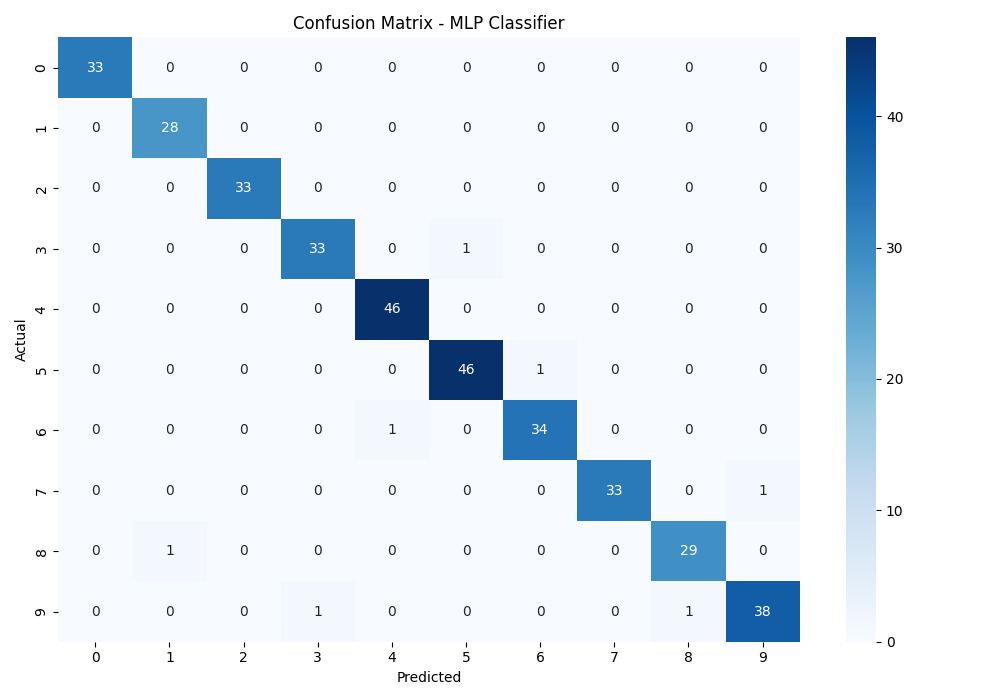 Confusion Matrix - MLP Classifier
Actual
0 33 0 0 0 0 0 0 0 0 0
1 0 28 0 0 0 0 0 0 0 0
2 0 0 33 0 0 0 0 0 0 0
3 0 0 0 33 0 1 0 0 0 0
4 0 0 0 0 46 0 0 0 0 0
5 0 0 0 0 0 46 1 0 0 0
6 0 0 0 0 1 0 34 0 0 0
7 0 0 0 0 0 0 0 33 0 1
8 0 1 0 0 0 0 0 0 29 0
9 0 0 0 1 0 0 0 0 1 38
0 1 2 3 4 5 6 7 8 9
Predicted
40
30
20
10
0